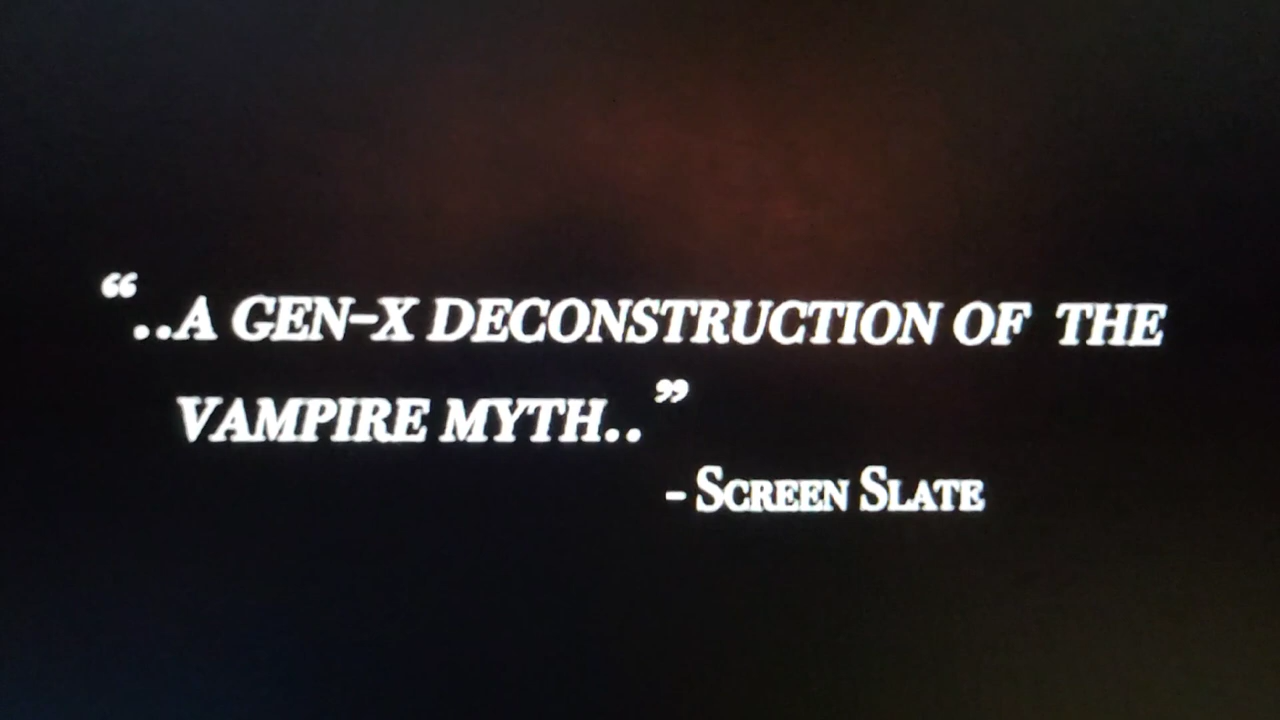 “..A GEN-X DECONSTRUCTION OF THE
VAMPIRE MYTH..”
- SCREEN SLATE